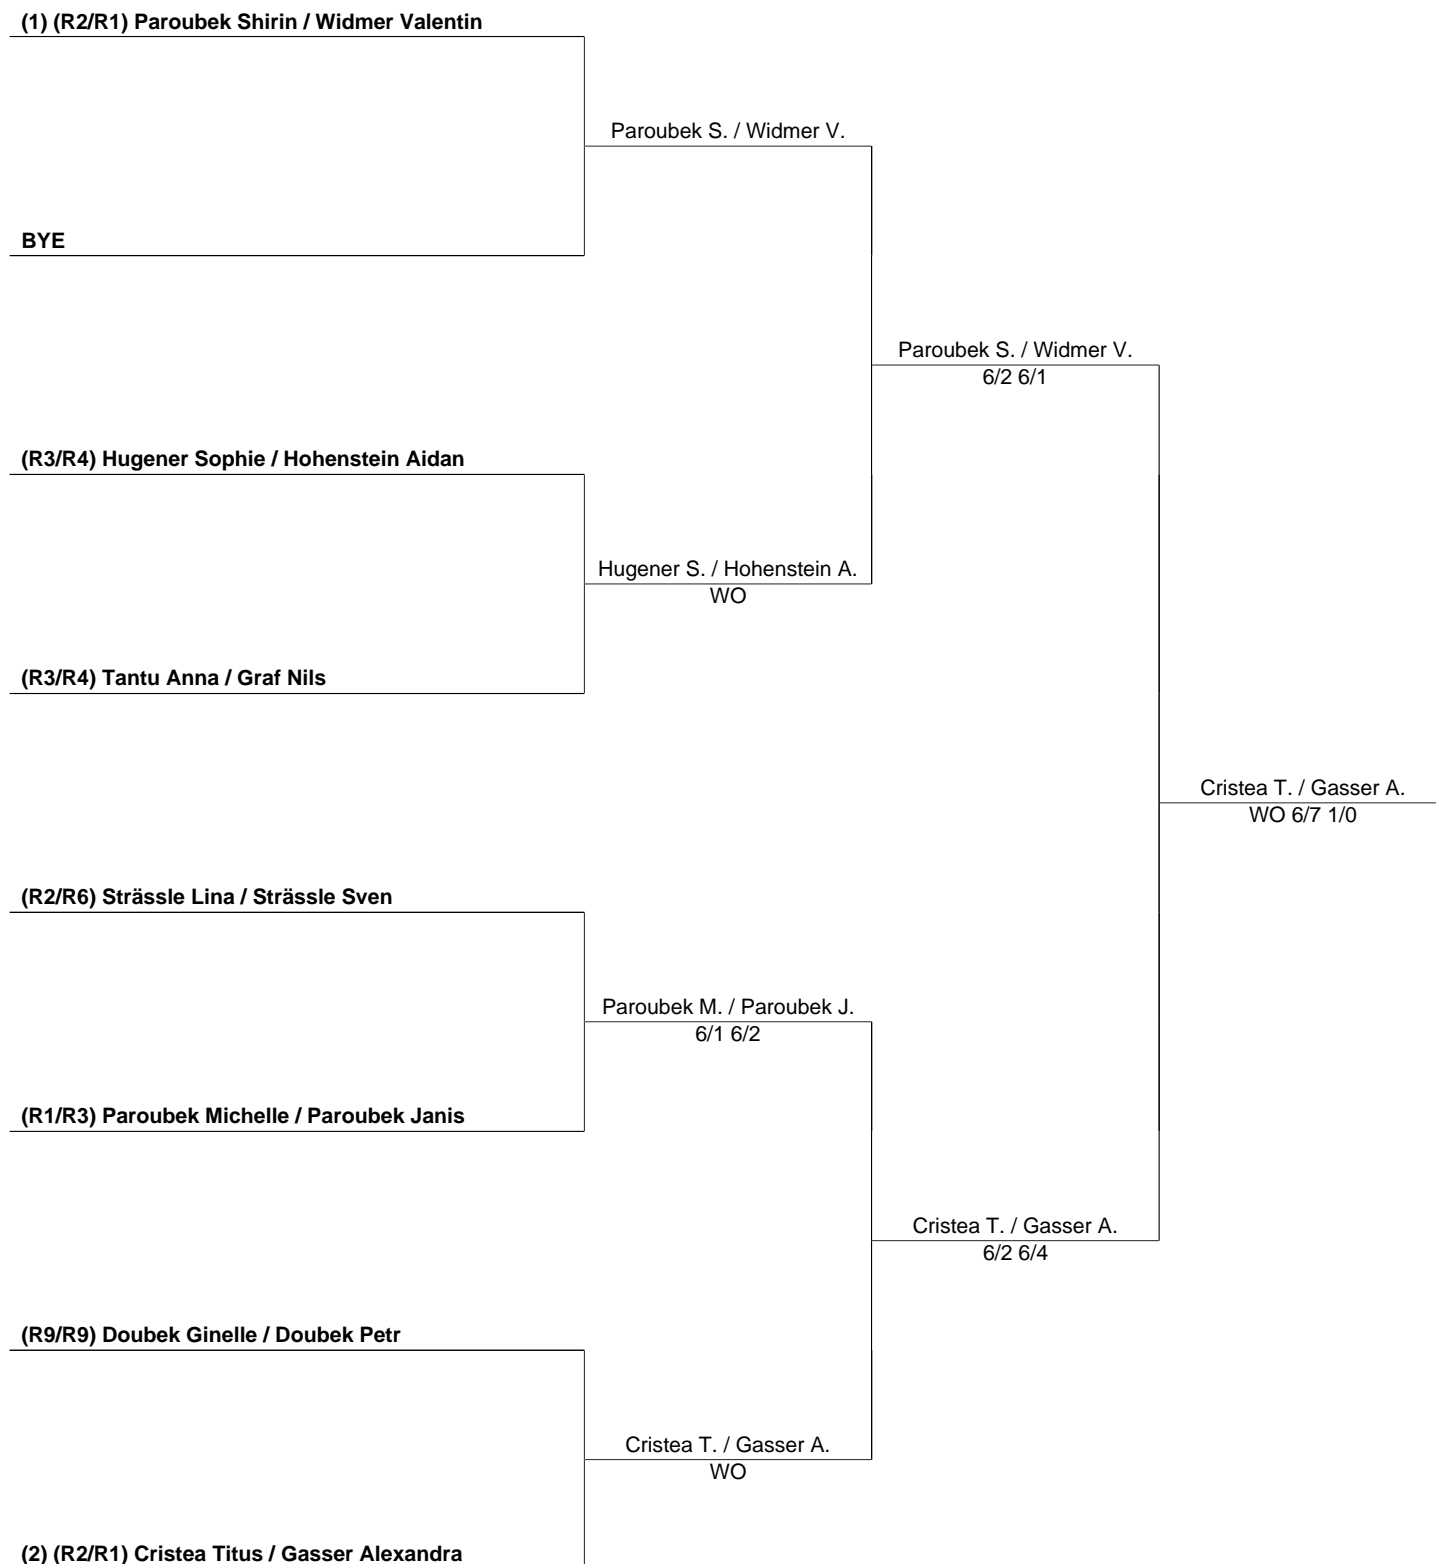 (1) (R2/R1) Paroubek Shirin / Widmer Valentin
Paroubek S. / Widmer V.
BYE
Paroubek S. / Widmer V.
6/2 6/1
(R3/R4) Hugener Sophie / Hohenstein Aidan
Hugener S. / Hohenstein A.
WO
(R3/R4) Tantu Anna / Graf Nils
Cristea T. / Gasser A.
WO 6/7 1/0
(R2/R6) Strässle Lina / Strässle Sven
Paroubek M. / Paroubek J.
6/1 6/2
(R1/R3) Paroubek Michelle / Paroubek Janis
Cristea T. / Gasser A.
6/2 6/4
(R9/R9) Doubek Ginelle / Doubek Petr
Cristea T. / Gasser A.
WO
(2) (R2/R1) Cristea Titus / Gasser Alexandra